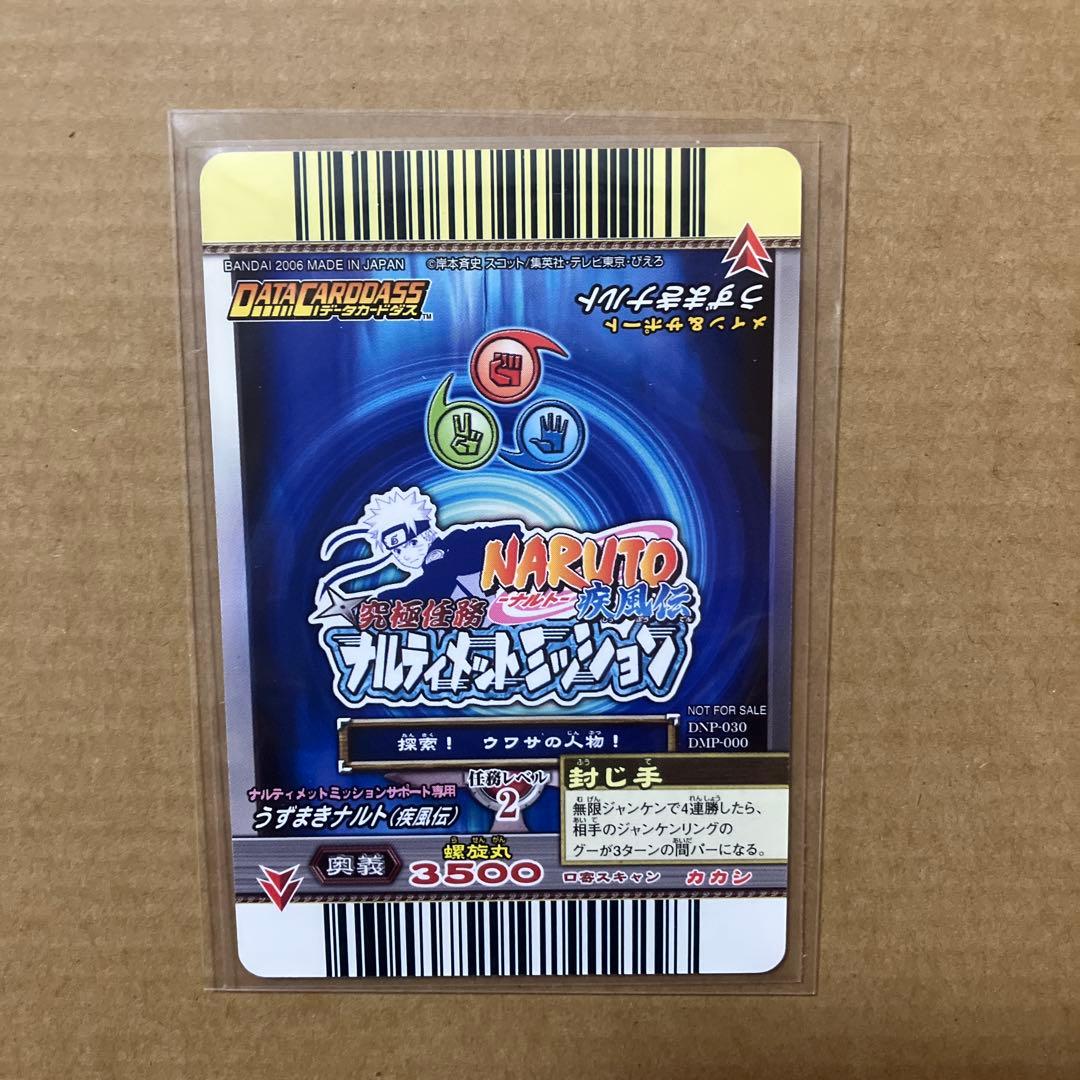 BANDAI 2006 MADE IN JAPAN ©岸本斉史 スコット/集英社・テレビ東京・ぴえろ
DATA CARDDASS
データカードダス™
メイン&サポート
うずまきナルト
NARUTO
-ナルト-
疾風伝
究極任務
ナルティメットミッション
NOT FOR SALE
DNP-030
DMP-000
探索! ウワサの人物!
任務レベル
2
ナルティメットミッションサポート専用
うずまきナルト(疾風伝)
封じ手
無限ジャンケンで4連勝したら、
相手のジャンケンリングの
グーが3ターンの間パーになる。
奥義
螺旋丸
3500
口寄スキャン カカシ